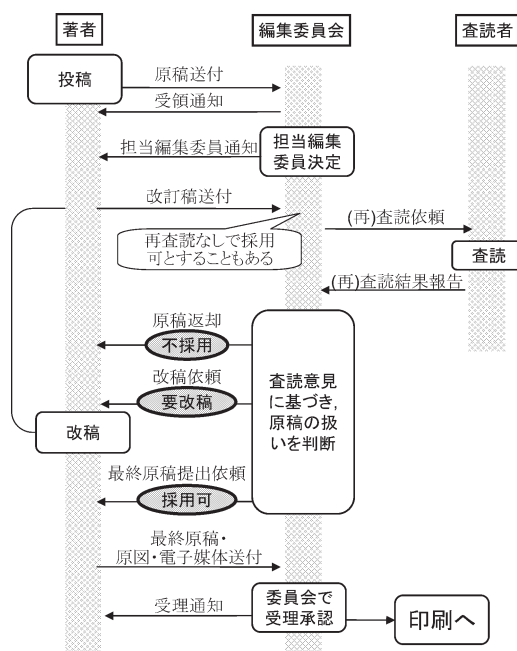 著者
編集委員会
査読者
投稿
原稿送付
受領通知
担当編集委員通知
担当編集
委員決定
改訂稿送付
(再)査読依頼
再査読なしで採用
可とすることもある
査読
(再)査読結果報告
原稿返却
不採用
改稿依頼
要改稿
査読意見
に基づき,
原稿の扱
いを判断
改稿
最終原稿提出依頼
採用可
最終原稿・
原図・電子媒体送付
受理通知
委員会で
受理承認
印刷へ